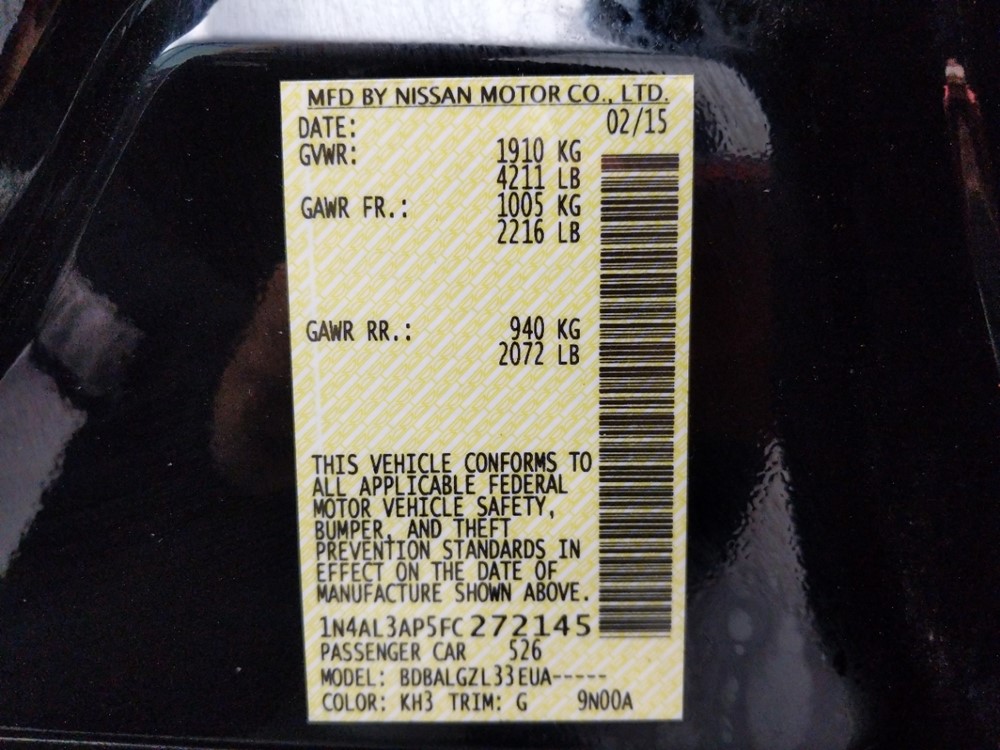 MFD BY NISSAN MOTOR CO., LTD.
DATE: 02/15
GVWR: 1910 KG
4211 LB
GAWR FR.: 1005 KG
2216 LB
GAWR RR.: 940 KG
2072 LB
THIS VEHICLE CONFORMS TO
ALL APPLICABLE FEDERAL
MOTOR VEHICLE SAFETY,
BUMPER, AND THEFT
PREVENTION STANDARDS IN
EFFECT ON THE DATE OF
MANUFACTURE SHOWN ABOVE.
1N4AL3AP5FC272145
PASSENGER CAR 526
MODEL: BDBALGZL33EUA-----
COLOR: KH3 TRIM: G 9N00A